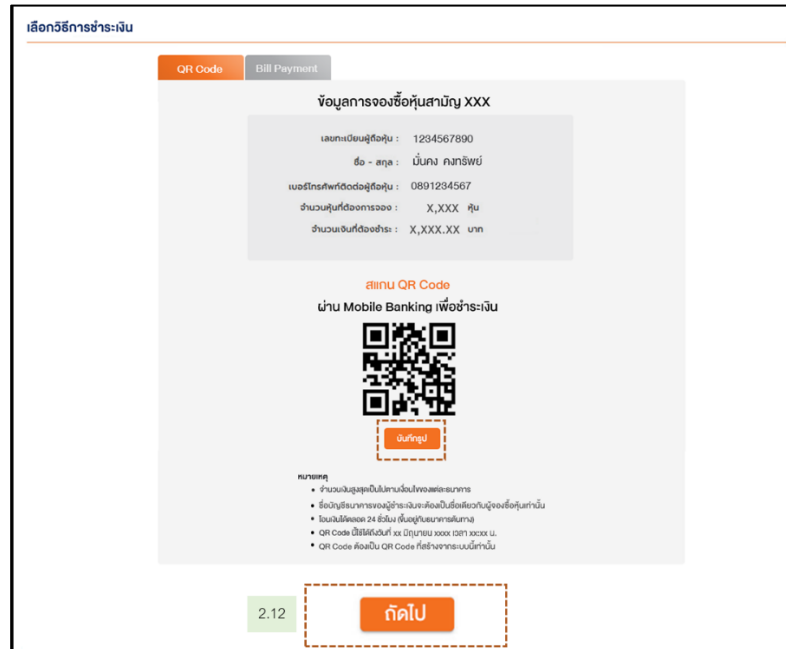 เลือกวิธีการชำระเงิน
QR Code Bill Payment
ข้อมูลการจองซื้อหุ้นสามัญ XXX
เลขทะเบียนผู้ถือหุ้น : 1234567890
ชื่อ - สกุล : มั่นคง คงทรัพย์
เบอร์โทรศัพท์ติดต่อผู้ถือหุ้น : 0891234567
จำนวนหุ้นที่ต้องการจอง : X,XXX หุ้น
จำนวนเงินที่ต้องชำระ : X,XXX.XX บาท
สแกน QR Code
ผ่าน Mobile Banking เพื่อชำระเงิน
บันทึกรูป
หมายเหตุ
• จำนวนเงินสูงสุดเป็นไปตามเงื่อนไขของแต่ละธนาคาร
• ชื่อบัญชีธนาคารของผู้ชำระเงินจะต้องเป็นชื่อเดียวกับผู้จองซื้อหุ้นเท่านั้น
• โอนเงินได้ตลอด 24 ชั่วโมง (ขึ้นอยู่กับธนาคารต้นทาง)
• QR Code นี้ใช้ได้ถึงวันที่ xx มิถุนายน xxxx เวลา xx:xx น.
• QR Code ต้องเป็น QR Code ที่สร้างจากระบบนี้เท่านั้น
2.12 ถัดไป